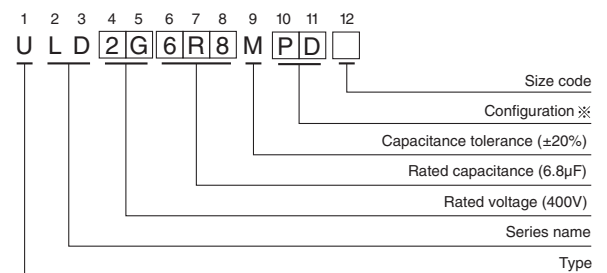 1 2 3 4 5 6 7 8 9 10 11 12
U L D 2 G 6 R 8 M P D
Size code
Configuration ※
Capacitance tolerance (±20%)
Rated capacitance (6.8µF)
Rated voltage (400V)
Series name
Type